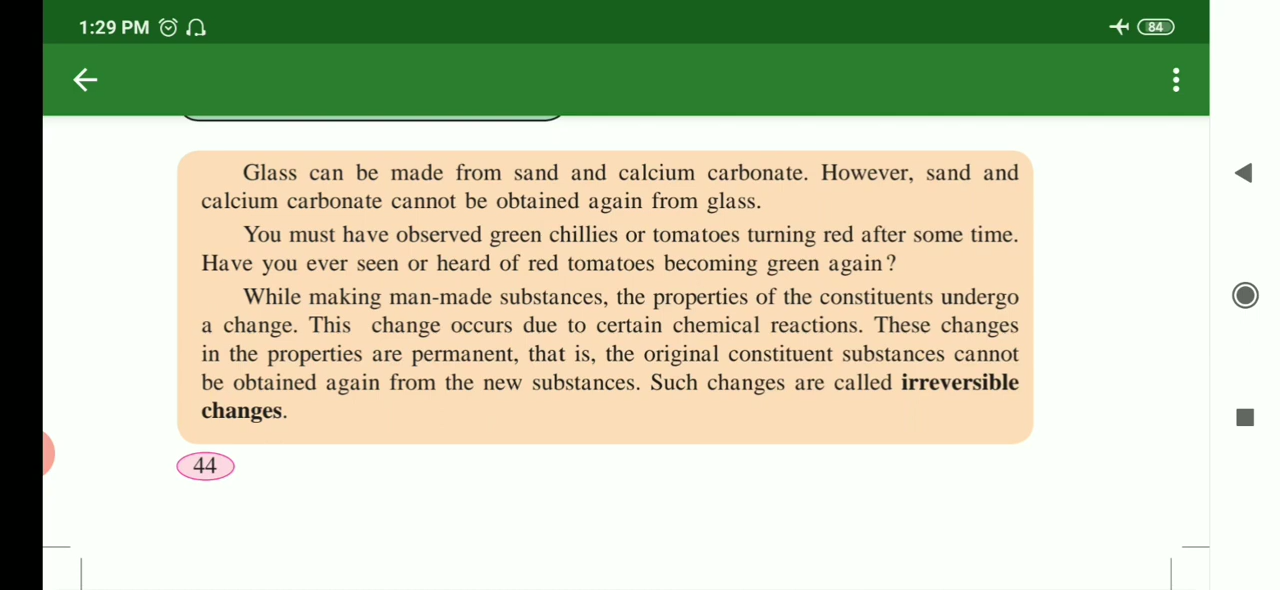 1:29 PM
84
Glass can be made from sand and calcium carbonate. However, sand and
calcium carbonate cannot be obtained again from glass.
You must have observed green chillies or tomatoes turning red after some time.
Have you ever seen or heard of red tomatoes becoming green again?
While making man-made substances, the properties of the constituents undergo
a change. This change occurs due to certain chemical reactions. These changes
in the properties are permanent, that is, the original constituent substances cannot
be obtained again from the new substances. Such changes are called irreversible
changes.
44